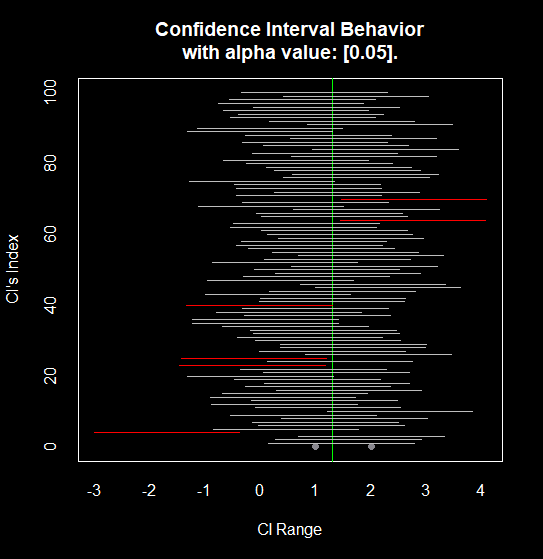 Confidence Interval Behavior
with alpha value: [0.05].
CI's Index
100
80
60
40
20
0
-3 -2 -1 0 1 2 3 4
CI Range